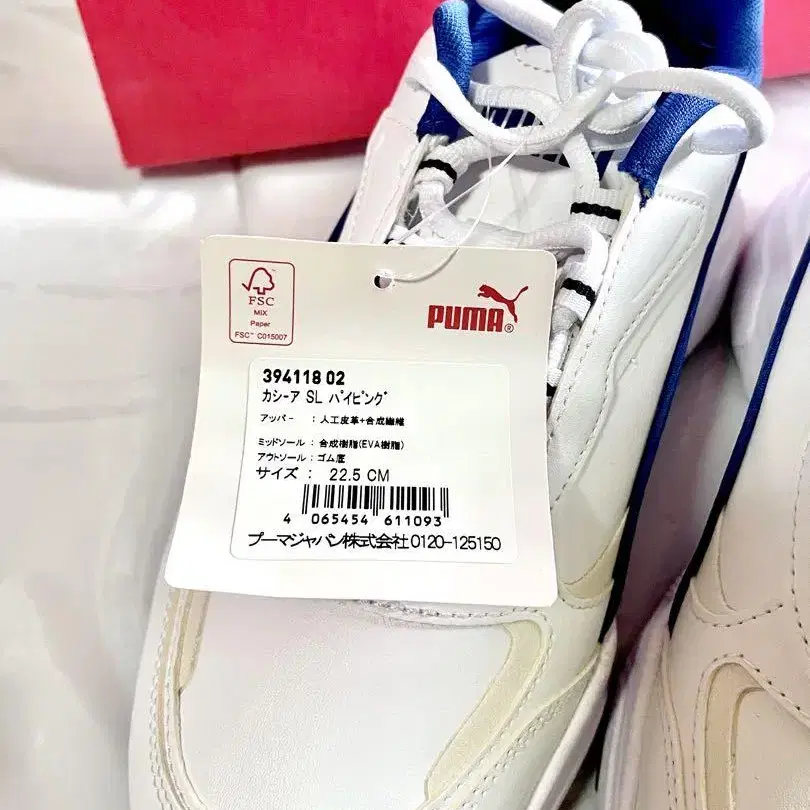 FSC
MIX
Paper
FSC™ C015007
PUMA®
394118 02
カシーア SL パイピング
アッパー : 人工皮革+合成繊維
ミッドソール : 合成樹脂(EVA樹脂)
アウトソール : ゴム底
サイズ : 22.5 CM
4 065454 611093
プーマジャパン株式会社 0120-125150